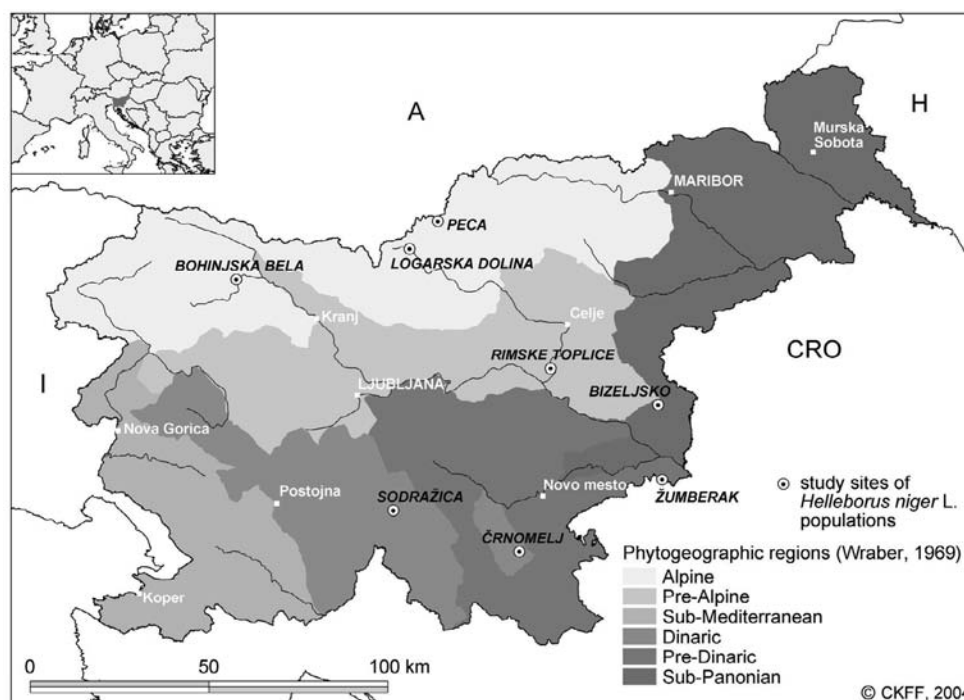 A
H
Murska
Sobota
MARIBOR
PECA
LOGARSKA DOLINA
BOHINJSKA BELA
Kranj
Celje
CRO
RIMSKE TOPLICE
I
LJUBLJANA
BIZELJSKO
Nova Gorica
Postojna
SODRAŽICA
Novo mesto
ŽUMBERAK
study sites of
Helleborus niger L.
populations
ČRNOMELJ
Phytogeographic regions (Wraber, 1969)
Alpine
Pre-Alpine
Sub-Mediterranean
Dinaric
Pre-Dinaric
Sub-Panonian
Koper
0 50 100 km
© CKFF,